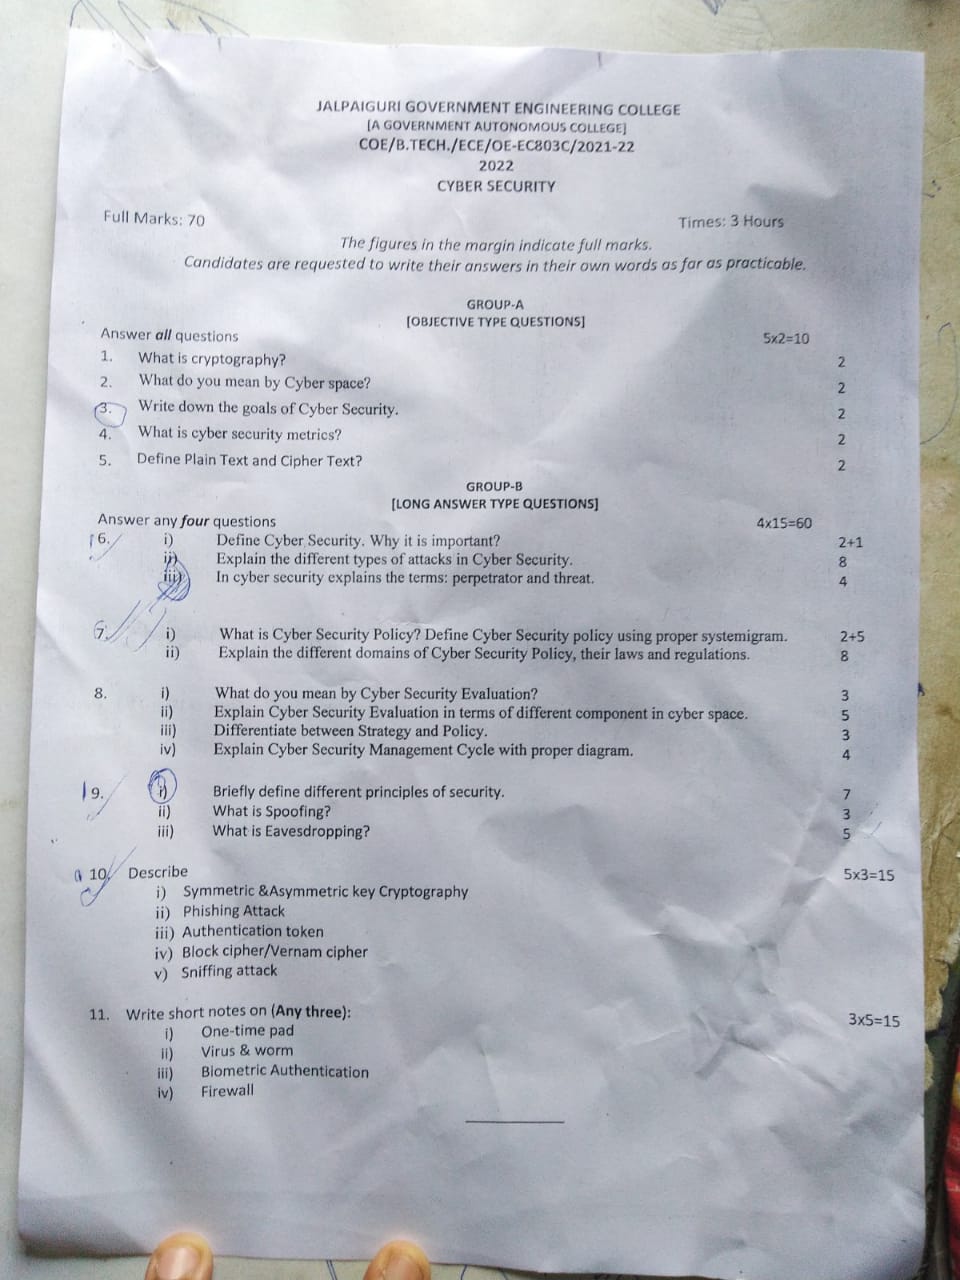 JALPAIGURI GOVERNMENT ENGINEERING COLLEGE
[A GOVERNMENT AUTONOMOUS COLLEGE]
COE/B.TECH./ECE/OE-EC803C/2021-22
2022
CYBER SECURITY
Full Marks: 70 Times: 3 Hours
The figures in the margin indicate full marks.
Candidates are requested to write their answers in their own words as far as practicable.
GROUP-A
[OBJECTIVE TYPE QUESTIONS]
Answer all questions 5x2=10
1. What is cryptography? 2
2. What do you mean by Cyber space? 2
3. Write down the goals of Cyber Security. 2
4. What is cyber security metrics? 2
5. Define Plain Text and Cipher Text? 2
GROUP-B
[LONG ANSWER TYPE QUESTIONS]
Answer any four questions 4x15=60
6. i) Define Cyber Security. Why it is important? 2+1
ii) Explain the different types of attacks in Cyber Security. 8
iii) In cyber security explains the terms: perpetrator and threat. 4
7. i) What is Cyber Security Policy? Define Cyber Security policy using proper systemigram. 2+5
ii) Explain the different domains of Cyber Security Policy, their laws and regulations. 8
8. i) What do you mean by Cyber Security Evaluation? 3
ii) Explain Cyber Security Evaluation in terms of different component in cyber space. 5
iii) Differentiate between Strategy and Policy. 3
iv) Explain Cyber Security Management Cycle with proper diagram. 4
9. i) Briefly define different principles of security. 7
ii) What is Spoofing? 3
iii) What is Eavesdropping? 5
10. Describe 5x3=15
i) Symmetric &Asymmetric key Cryptography
ii) Phishing Attack
iii) Authentication token
iv) Block cipher/Vernam cipher
v) Sniffing attack
11. Write short notes on (Any three): 3x5=15
i) One-time pad
ii) Virus & worm
iii) Biometric Authentication
iv) Firewall